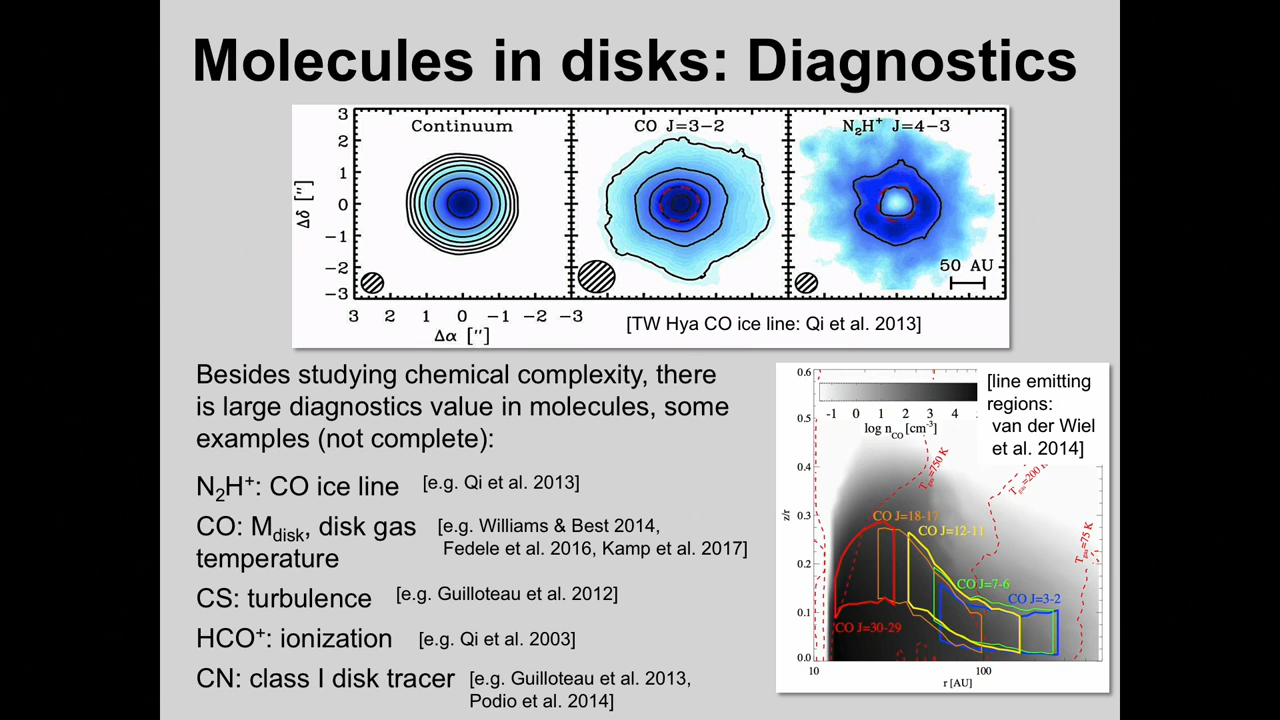 Molecules in disks: Diagnostics
Continuum
CO J=3−2
N₂H⁺ J=4−3
3
2
1
0
−1
−2
−3
Δδ ["]
50 AU
3 2 1 0 −1 −2 −3
Δα ["]
[TW Hya CO ice line: Qi et al. 2013]
Besides studying chemical complexity, there
is large diagnostics value in molecules, some
examples (not complete):
N₂H⁺: CO ice line [e.g. Qi et al. 2013]
CO: Mdisk, disk gas [e.g. Williams & Best 2014,
temperature Fedele et al. 2016, Kamp et al. 2017]
CS: turbulence [e.g. Guilloteau et al. 2012]
HCO⁺: ionization [e.g. Qi et al. 2003]
CN: class I disk tracer [e.g. Guilloteau et al. 2013,
Podio et al. 2014]
[line emitting
regions:
van der Wiel
et al. 2014]
-1 0 1 2 3 4
log nCO [cm⁻³]
0.6
0.5
0.4
0.3
0.2
0.1
0.0
z/r
Tgas=750 K
Tgas=200
Tgas=75 K
CO J=18-17
CO J=12-11
CO J=7-6
CO J=3-2
CO J=30-29
10 100
r [AU]